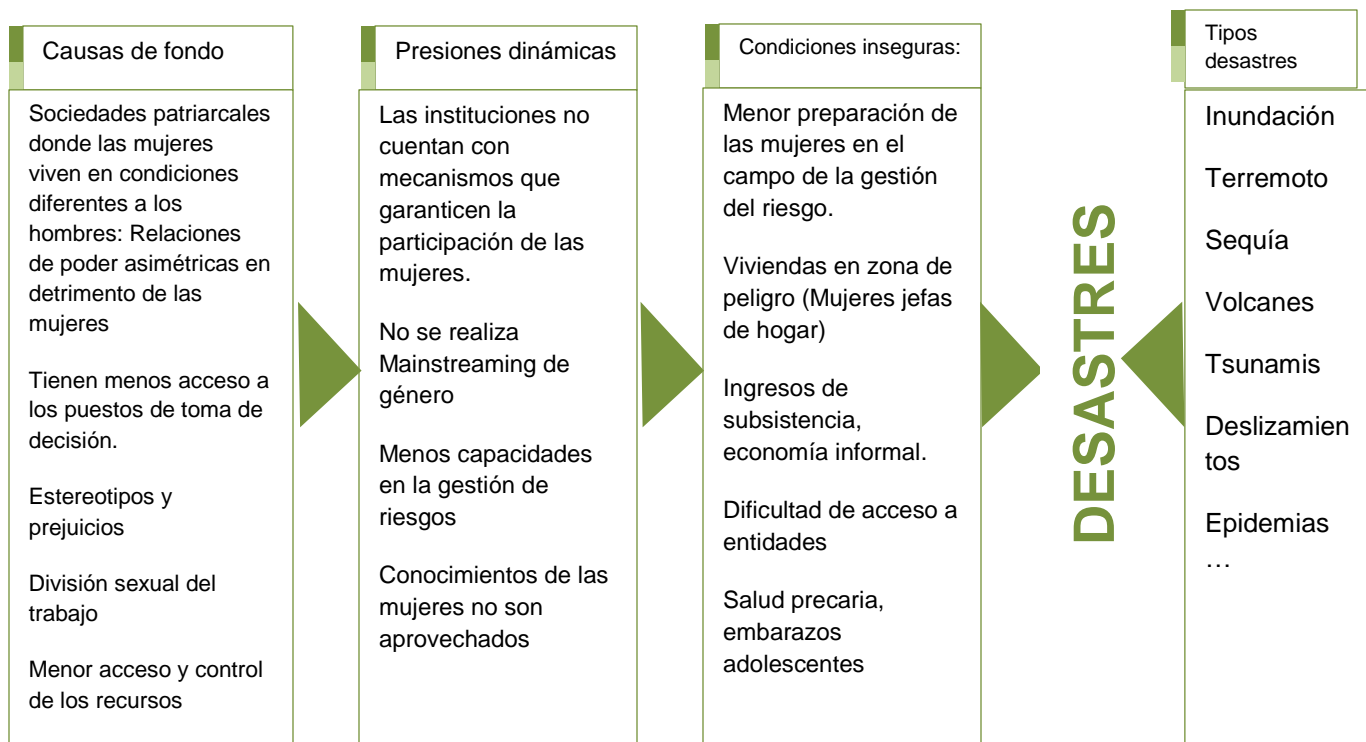 Causas de fondo
Sociedades patriarcales
donde las mujeres
viven en condiciones
diferentes a los
hombres: Relaciones
de poder asimétricas en
detrimento de las
mujeres
Tienen menos acceso a
los puestos de toma de
decisión.
Estereotipos y
prejuicios
División sexual del
trabajo
Menor acceso y control
de los recursos
Presiones dinámicas
Las instituciones no
cuentan con
mecanismos que
garanticen la
participación de las
mujeres.
No se realiza
Mainstreaming de
género
Menos capacidades
en la gestión de
riesgos
Conocimientos de las
mujeres no son
aprovechados
Condiciones inseguras:
Menor preparación de
las mujeres en el
campo de la gestión
del riesgo.
Viviendas en zona de
peligro (Mujeres jefas
de hogar)
Ingresos de
subsistencia,
economía informal.
Dificultad de acceso a
entidades
Salud precaria,
embarazos
adolescentes
DESASTRES
Tipos
desastres
Inundación
Terremoto
Sequía
Volcanes
Tsunamis
Deslizamien
tos
Epidemias
…